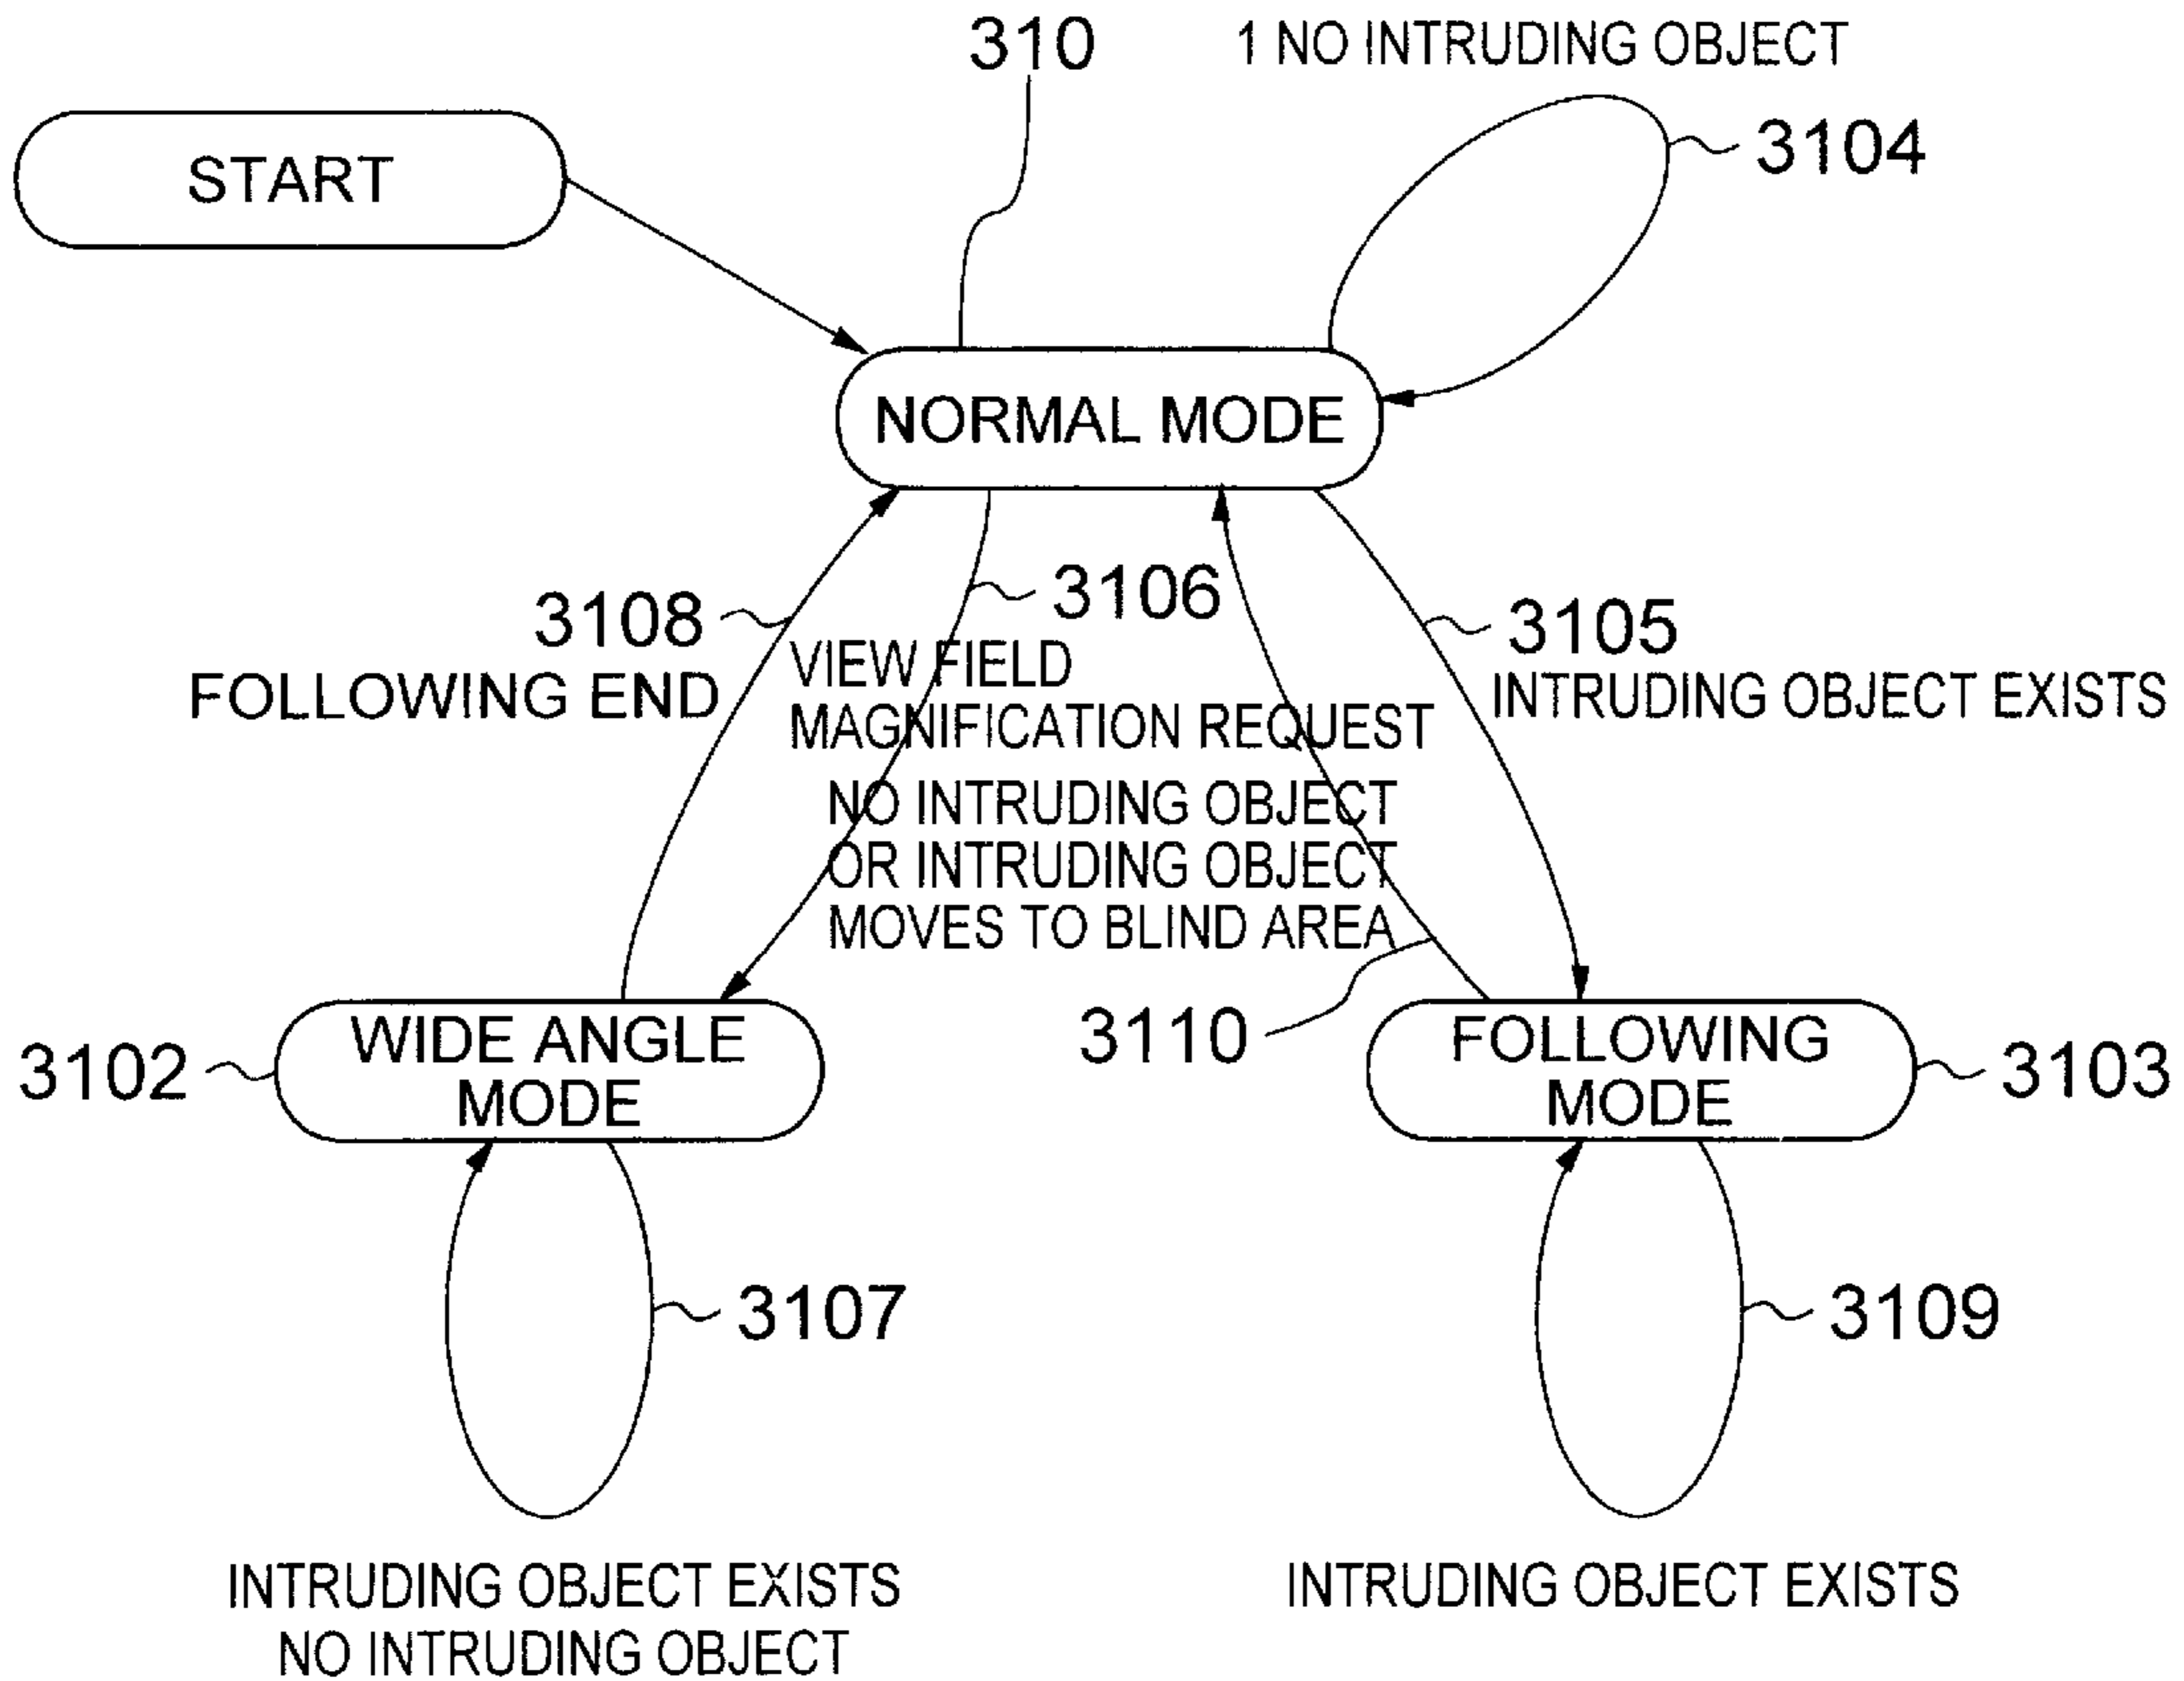 310
1 NO INTRUDING OBJECT
3104
START
NORMAL MODE
3106
3108
3105
VIEW FIELD
FOLLOWING END
INTRUDING OBJECT EXISTS
MAGNIFICATION REQUEST
NO INTRUDING OBJECT
OR INTRUDING OBJECT
MOVES TO BLIND AREA
3110
WIDE ANGLE
MODE
3102
FOLLOWING
MODE
3103
3107
3109
INTRUDING OBJECT EXISTS
NO INTRUDING OBJECT
INTRUDING OBJECT EXISTS